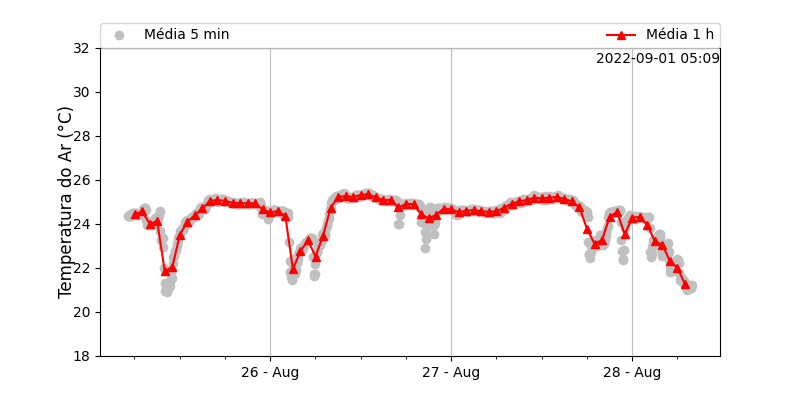 Média 5 min
Média 1 h
2022-09-01 05:09
Temperatura do Ar (°C)
32
30
28
26
24
22
20
18
26 - Aug
27 - Aug
28 - Aug